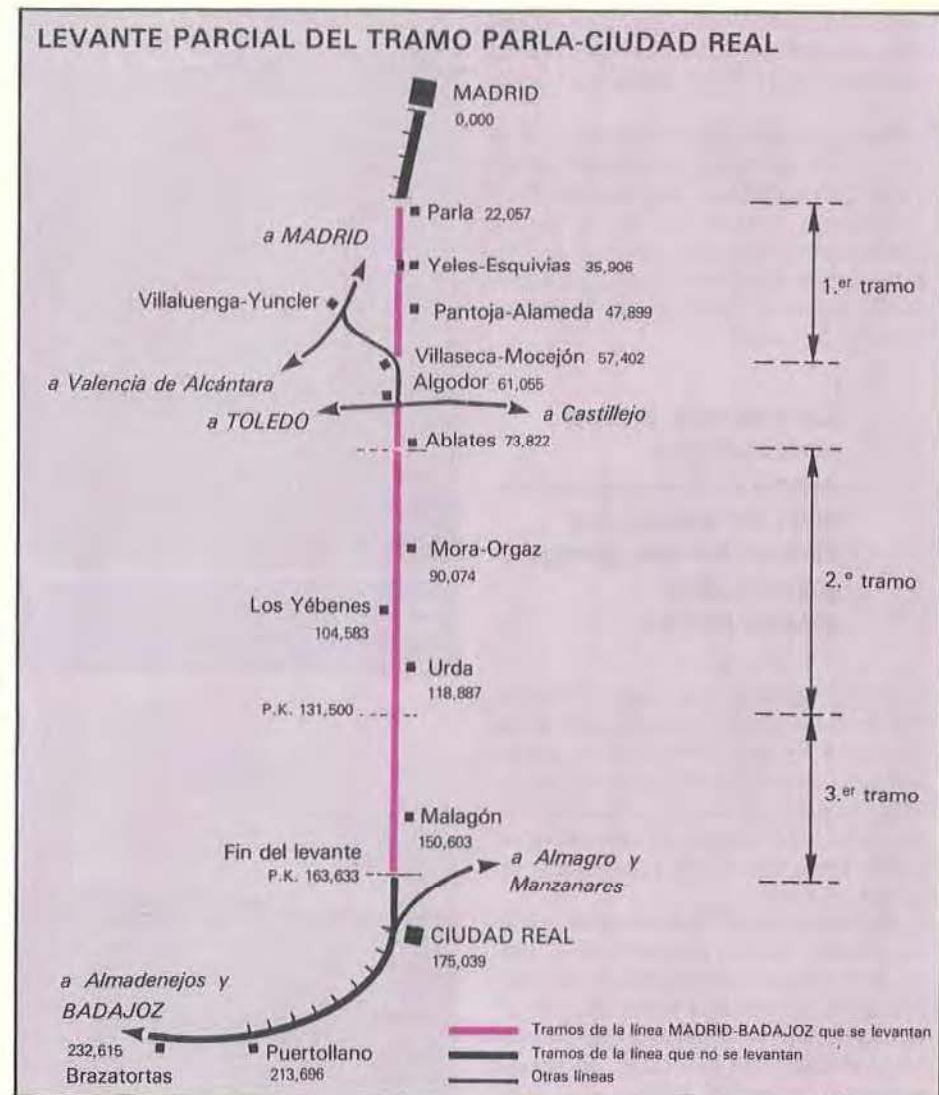 LEVANTE PARCIAL DEL TRAMO PARLA-CIUDAD REAL
MADRID
0,000
Parla 22,057
a MADRID
Yeles-Esquivias 35,906
1.er tramo
Villaluenga-Yuncler
Pantoja-Alameda 47,899
Villaseca-Mocejón 57,402
a Valencia de Alcántara
Algodor 61,055
a TOLEDO
a Castillejo
Ablates 73,822
Mora-Orgaz
90,074
2.º tramo
Los Yébenes
104,583
Urda
118,887
P.K. 131,500
3.er tramo
Malagón
150,603
Fin del levante
P.K. 163,633
a Almagro y
Manzanares
CIUDAD REAL
175,039
a Almadenejos y
BADAJOZ
232,615
Brazatortas
Puertollano
213,696
Tramos de la línea MADRID-BADAJOZ que se levantan
Tramos de la línea que no se levantan
Otras líneas